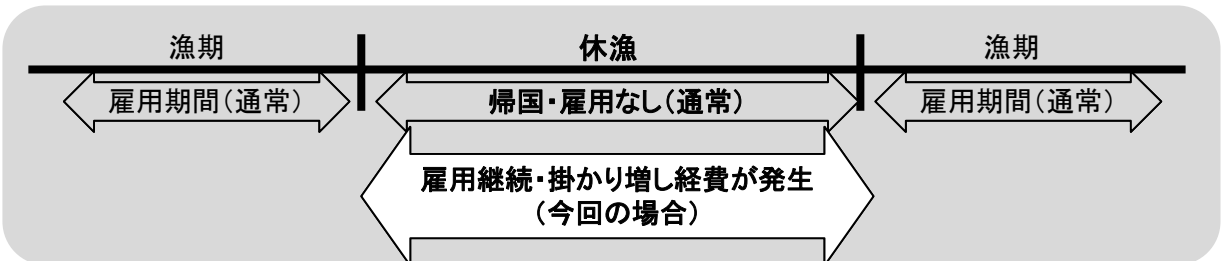 漁期
休漁
漁期
雇用期間（通常）
帰国・雇用なし（通常）
雇用期間（通常）
雇用継続・掛かり増し経費が発生
（今回の場合）